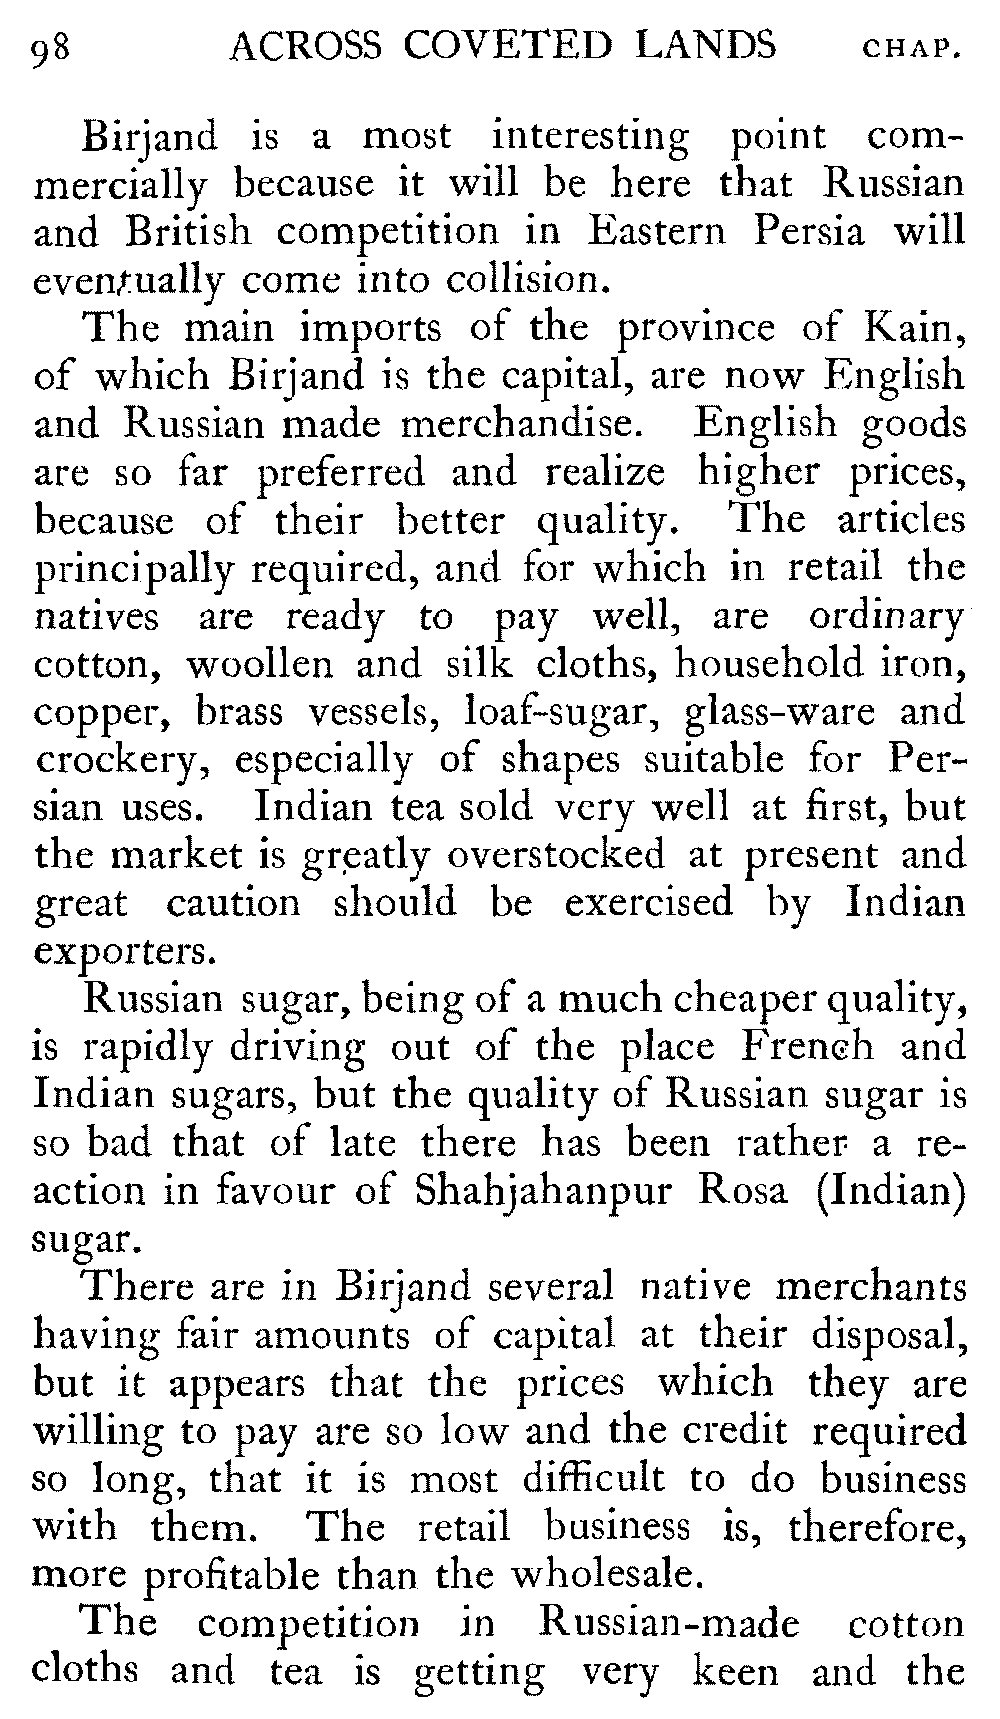 98 ACROSS COVETED LANDS CHAP.
Birjand is a most interesting point com-
mercially because it will be here that Russian
and British competition in Eastern Persia will
eventually come into collision.
The main imports of the province of Kain,
of which Birjand is the capital, are now English
and Russian made merchandise. English goods
are so far preferred and realize higher prices,
because of their better quality. The articles
principally required, and for which in retail the
natives are ready to pay well, are ordinary
cotton, woollen and silk cloths, household iron,
copper, brass vessels, loaf-sugar, glass-ware and
crockery, especially of shapes suitable for Per-
sian uses. Indian tea sold very well at first, but
the market is greatly overstocked at present and
great caution should be exercised by Indian
exporters.
Russian sugar, being of a much cheaper quality,
is rapidly driving out of the place French and
Indian sugars, but the quality of Russian sugar is
so bad that of late there has been rather a re-
action in favour of Shahjahanpur Rosa (Indian)
sugar.
There are in Birjand several native merchants
having fair amounts of capital at their disposal,
but it appears that the prices which they are
willing to pay are so low and the credit required
so long, that it is most difficult to do business
with them. The retail business is, therefore,
more profitable than the wholesale.
The competition in Russian-made cotton
cloths and tea is getting very keen and the